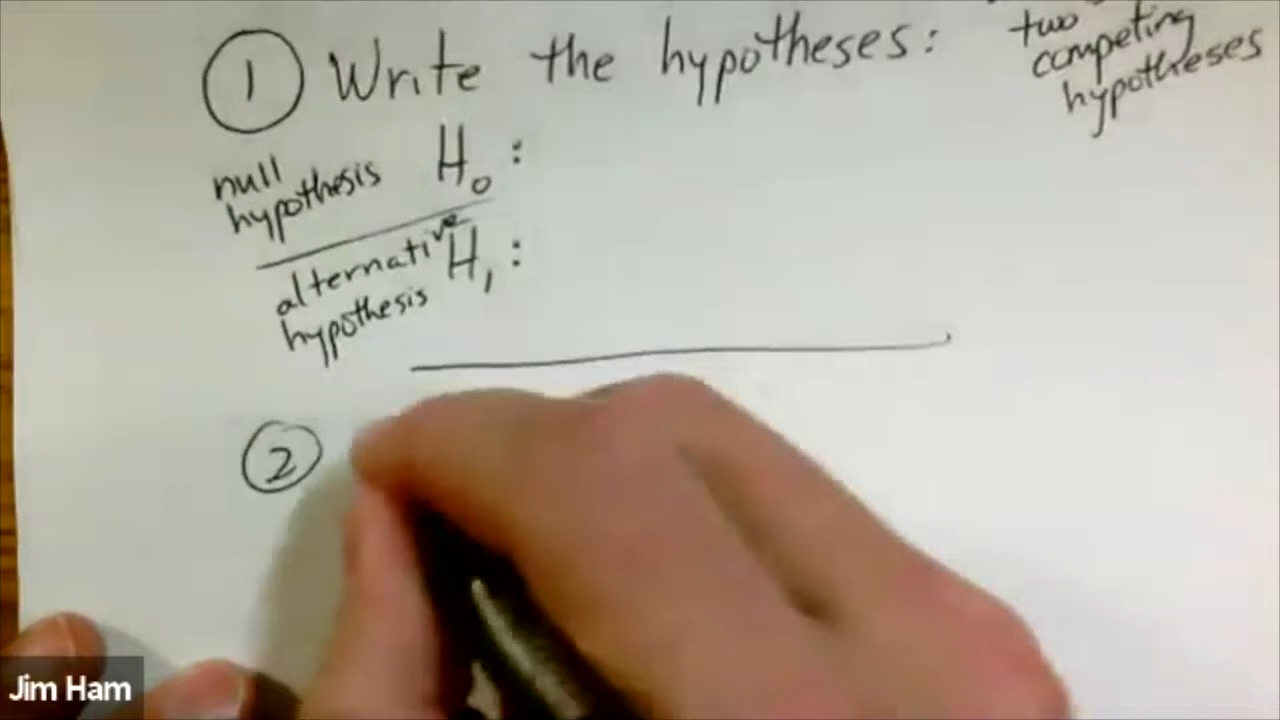 ① Write the hypotheses:
two
competing
hypotheses
null
hypothesis H₀:
alternative
hypothesis H₁:
②
Jim Ham